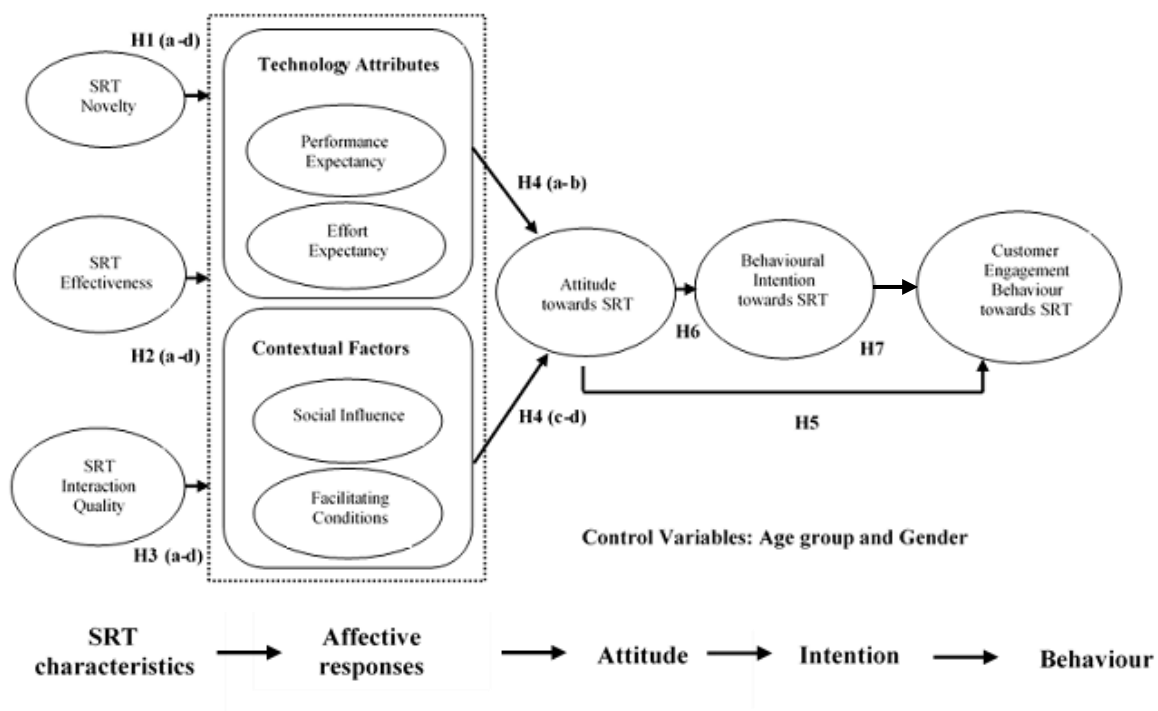 H1 (a-d)
SRT
Novelty
SRT
Effectiveness
H2 (a-d)
SRT
Interaction
Quality
H3 (a-d)
Technology Attributes
Performance
Expectancy
Effort
Expectancy
Contextual Factors
Social Influence
Facilitating
Conditions
H4 (a-b)
H4 (c-d)
Attitude
towards SRT
H6
Behavioural
Intention
towards SRT
H7
Customer
Engagement
Behaviour
towards SRT
H5
Control Variables: Age group and Gender
SRT
characteristics
Affective
responses
Attitude
Intention
Behaviour